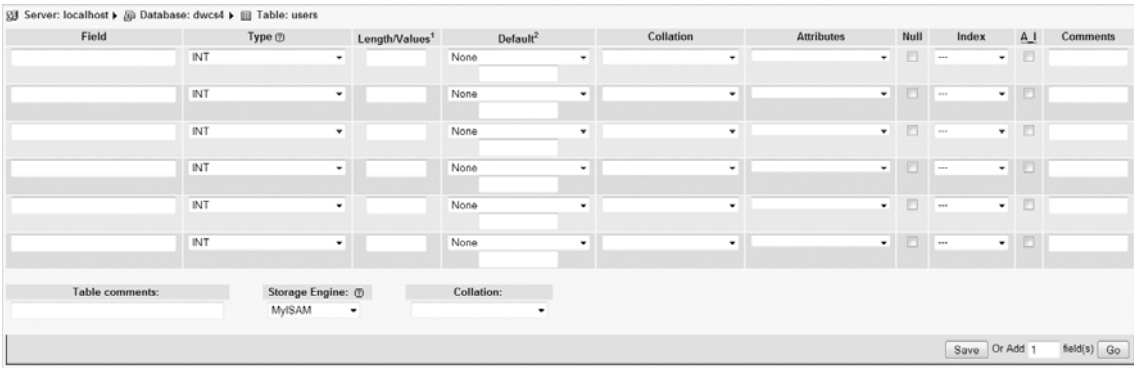 Server: localhost ▸ Database: dwcs4 ▸ Table: users
Field Type Length/Values¹ Default² Collation Attributes Null Index A_I Comments
INT None ---
INT None ---
INT None ---
INT None ---
INT None ---
INT None ---
Table comments: Storage Engine: Collation:
MyISAM
Save Or Add 1 field(s) Go